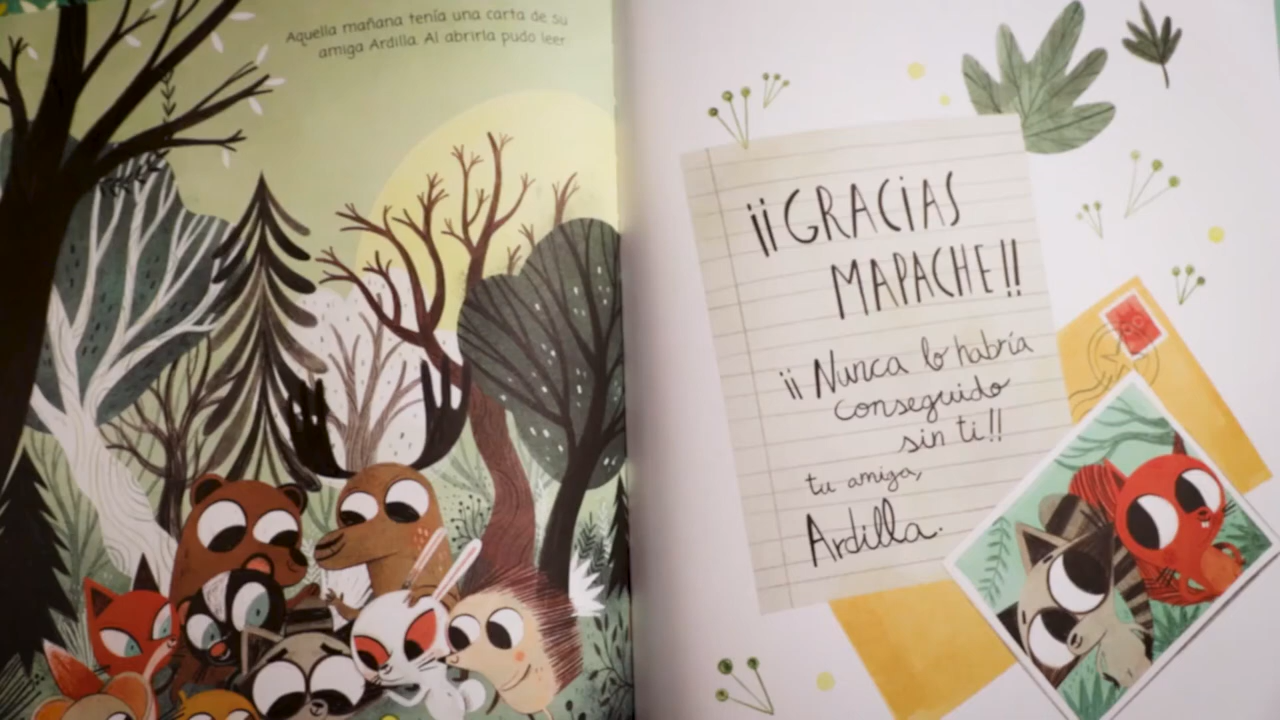 Aquella mañana tenía una carta de su
amiga Ardilla. Al abrirla pudo leer
¡¡GRACIAS
MAPACHE!!
¡¡Nunca lo habría
conseguido
sin ti!!
tu amiga,
Ardilla.